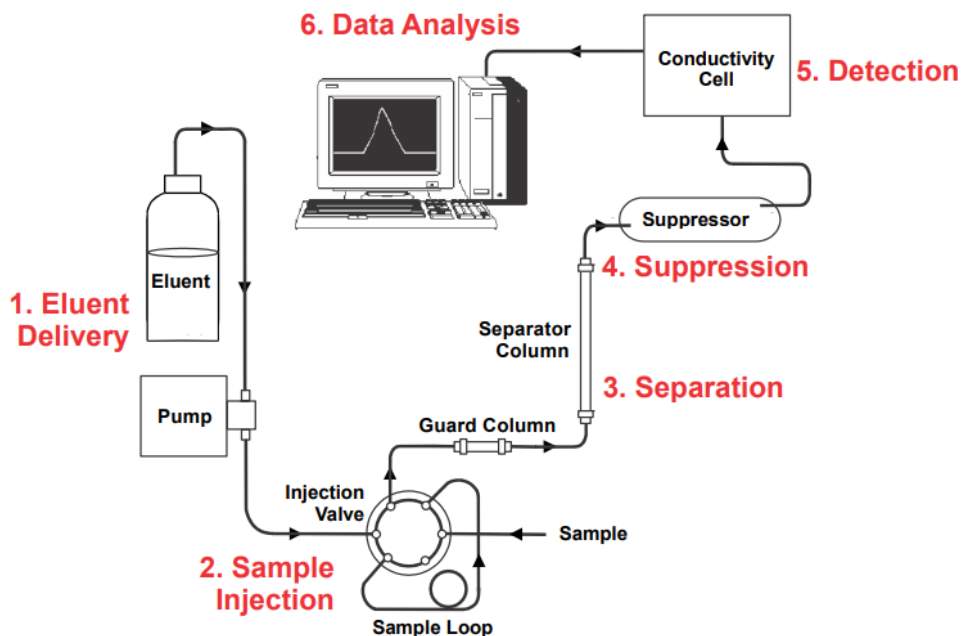 6. Data Analysis
Conductivity
Cell
5. Detection
Eluent
1. Eluent
Delivery
Suppressor
4. Suppression
Separator
Column
3. Separation
Pump
Guard Column
Injection
Valve
Sample
2. Sample
Injection
Sample Loop